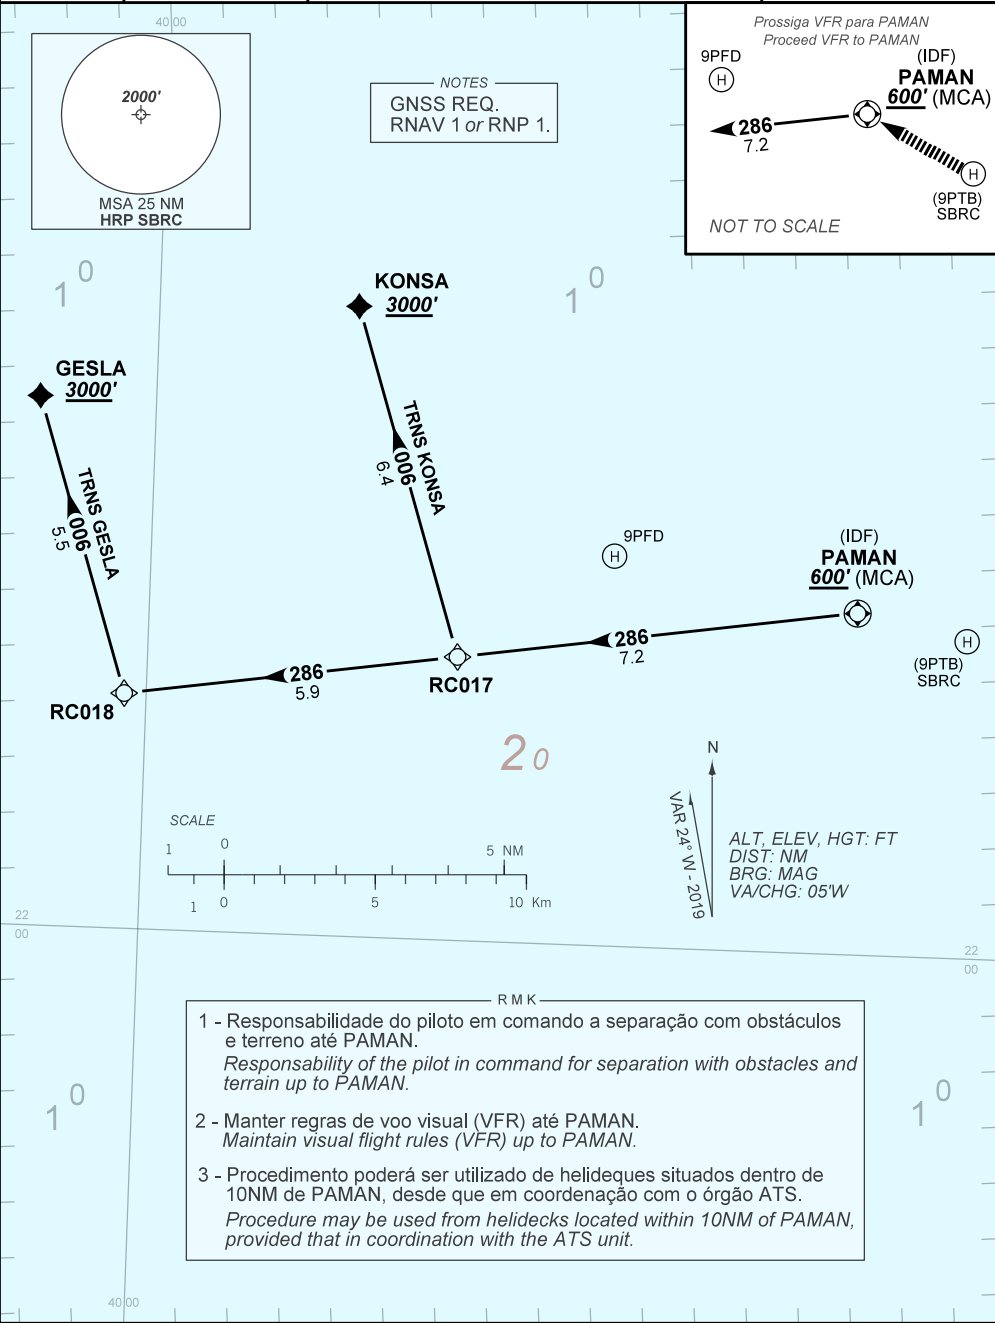 40 00
2000'
MSA 25 NM
HRP SBRC
NOTES
GNSS REQ.
RNAV 1 or RNP 1.
Prossiga VFR para PAMAN
Proceed VFR to PAMAN
9PFD
H
(IDF)
PAMAN
600' (MCA)
286
7.2
H
(9PTB)
SBRC
NOT TO SCALE
1 0
1 0
KONSA
3000'
GESLA
3000'
TRNS KONSA
006
6.4
TRNS GESLA
006
5.5
9PFD
H
(IDF)
PAMAN
600' (MCA)
H
(9PTB)
SBRC
286
7.2
286
5.9
RC017
RC018
2 0
N
VAR 24° W - 2019
ALT, ELEV, HGT: FT
DIST: NM
BRG: MAG
VA/CHG: 05'W
SCALE
1 0 5 NM
1 0 5 10 Km
22
00
22
00
RMK
1 - Responsabilidade do piloto em comando a separação com obstáculos
e terreno até PAMAN.
Responsability of the pilot in command for separation with obstacles and
terrain up to PAMAN.
2 - Manter regras de voo visual (VFR) até PAMAN.
Maintain visual flight rules (VFR) up to PAMAN.
3 - Procedimento poderá ser utilizado de helideques situados dentro de
10NM de PAMAN, desde que em coordenação com o órgão ATS.
Procedure may be used from helidecks located within 10NM of PAMAN,
provided that in coordination with the ATS unit.
1 0
1 0
40 00